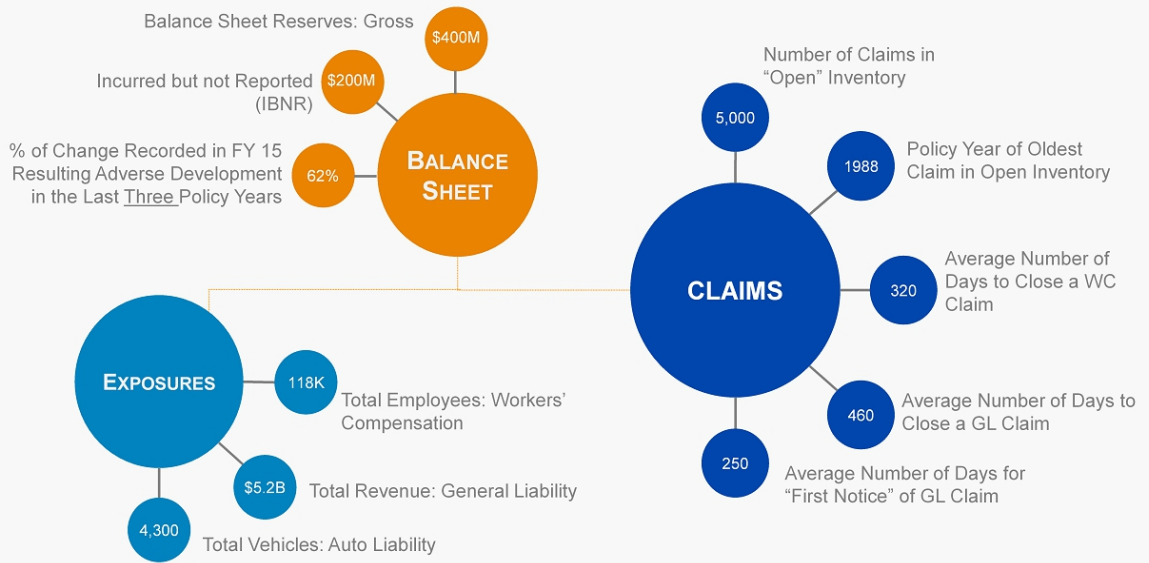 Balance Sheet Reserves: Gross
$400M
Incurred but not Reported
(IBNR)
$200M
% of Change Recorded in FY 15
Resulting Adverse Development
in the Last Three Policy Years
62%
BALANCE
SHEET
Number of Claims in
“Open” Inventory
5,000
1988
Policy Year of Oldest
Claim in Open Inventory
CLAIMS
320
Average Number of
Days to Close a WC
Claim
460
Average Number of Days to
Close a GL Claim
250
Average Number of Days for
“First Notice” of GL Claim
EXPOSURES
118K
Total Employees: Workers’
Compensation
$5.2B
Total Revenue: General Liability
4,300
Total Vehicles: Auto Liability